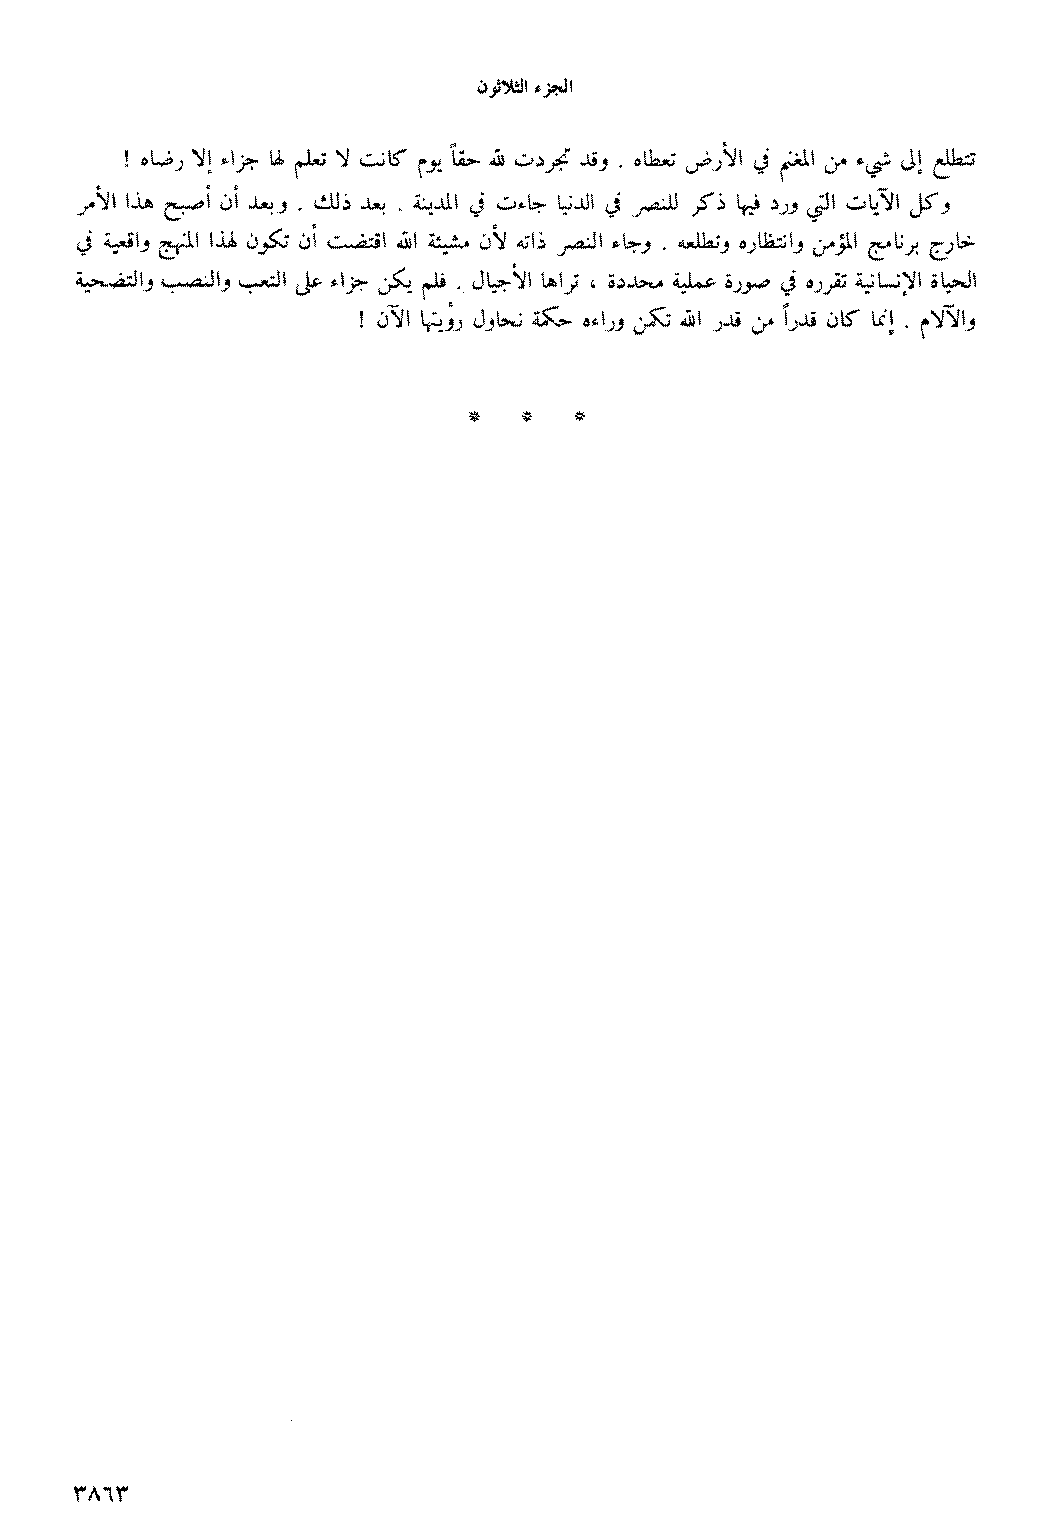 الجزء الثلاثون
تتطلع إلى شيء من المغنم في الأرض تعطاه . وقد تجردت لله حقاً يوم كانت لا تعلم لها جزاء إلا رضاه !
وكل الآيات التي ورد فيها ذكر للنصر في الدنيا جاءت في المدينة . بعد ذلك . وبعد أن أصبح هذا الأمر
خارج برنامج المؤمن وانتظاره وتطلعه . وجاء النصر ذاته لأن مشيئة الله اقتضت أن تكون لهذا المنهج واقعية في
الحياة الإنسانية تقرره في صورة عملية محددة ، تراها الأجيال . فلم يكن جزاء على التعب والنصب والتضحية
والآلام . إنما كان قدراً من قدر الله تكمن وراءه حكمة نحاول رؤيتها الآن !
* * *
٣٨٦٣